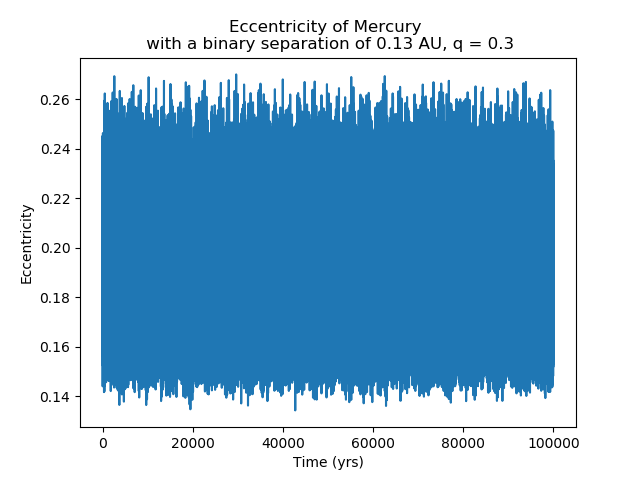 Eccentricity of Mercury
with a binary separation of 0.13 AU, q = 0.3
Eccentricity
0.26
0.24
0.22
0.20
0.18
0.16
0.14
0 20000 40000 60000 80000 100000
Time (yrs)